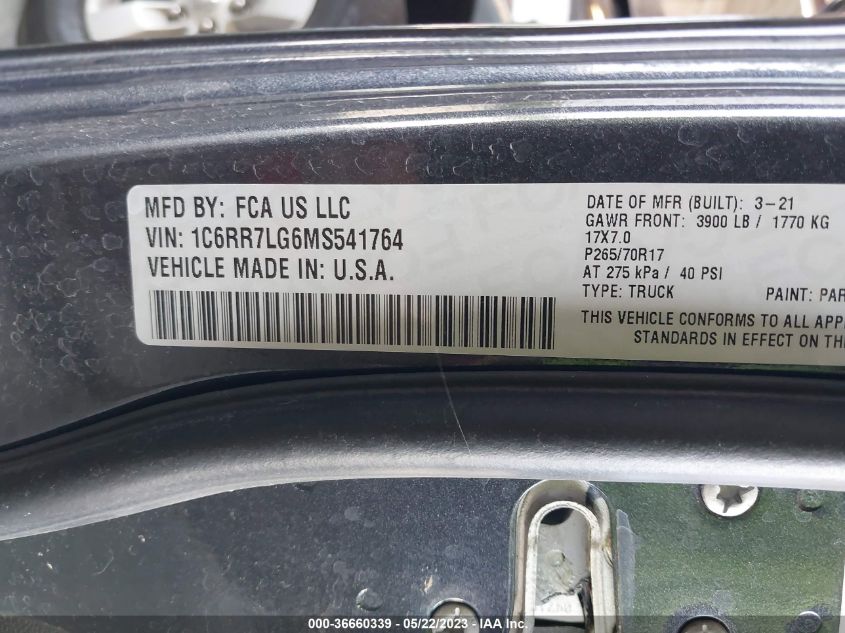 MFD BY: FCA US LLC
VIN: 1C6RR7LG6MS541764
VEHICLE MADE IN: U.S.A.
DATE OF MFR (BUILT): 3-21
GAWR FRONT: 3900 LB / 1770 KG
17X7.0
P265/70R17
AT 275 kPa / 40 PSI
TYPE: TRUCK PAINT: PAR
THIS VEHICLE CONFORMS TO ALL APP
STANDARDS IN EFFECT ON TH
000-36660339 - 05/22/2023 - IAA Inc.